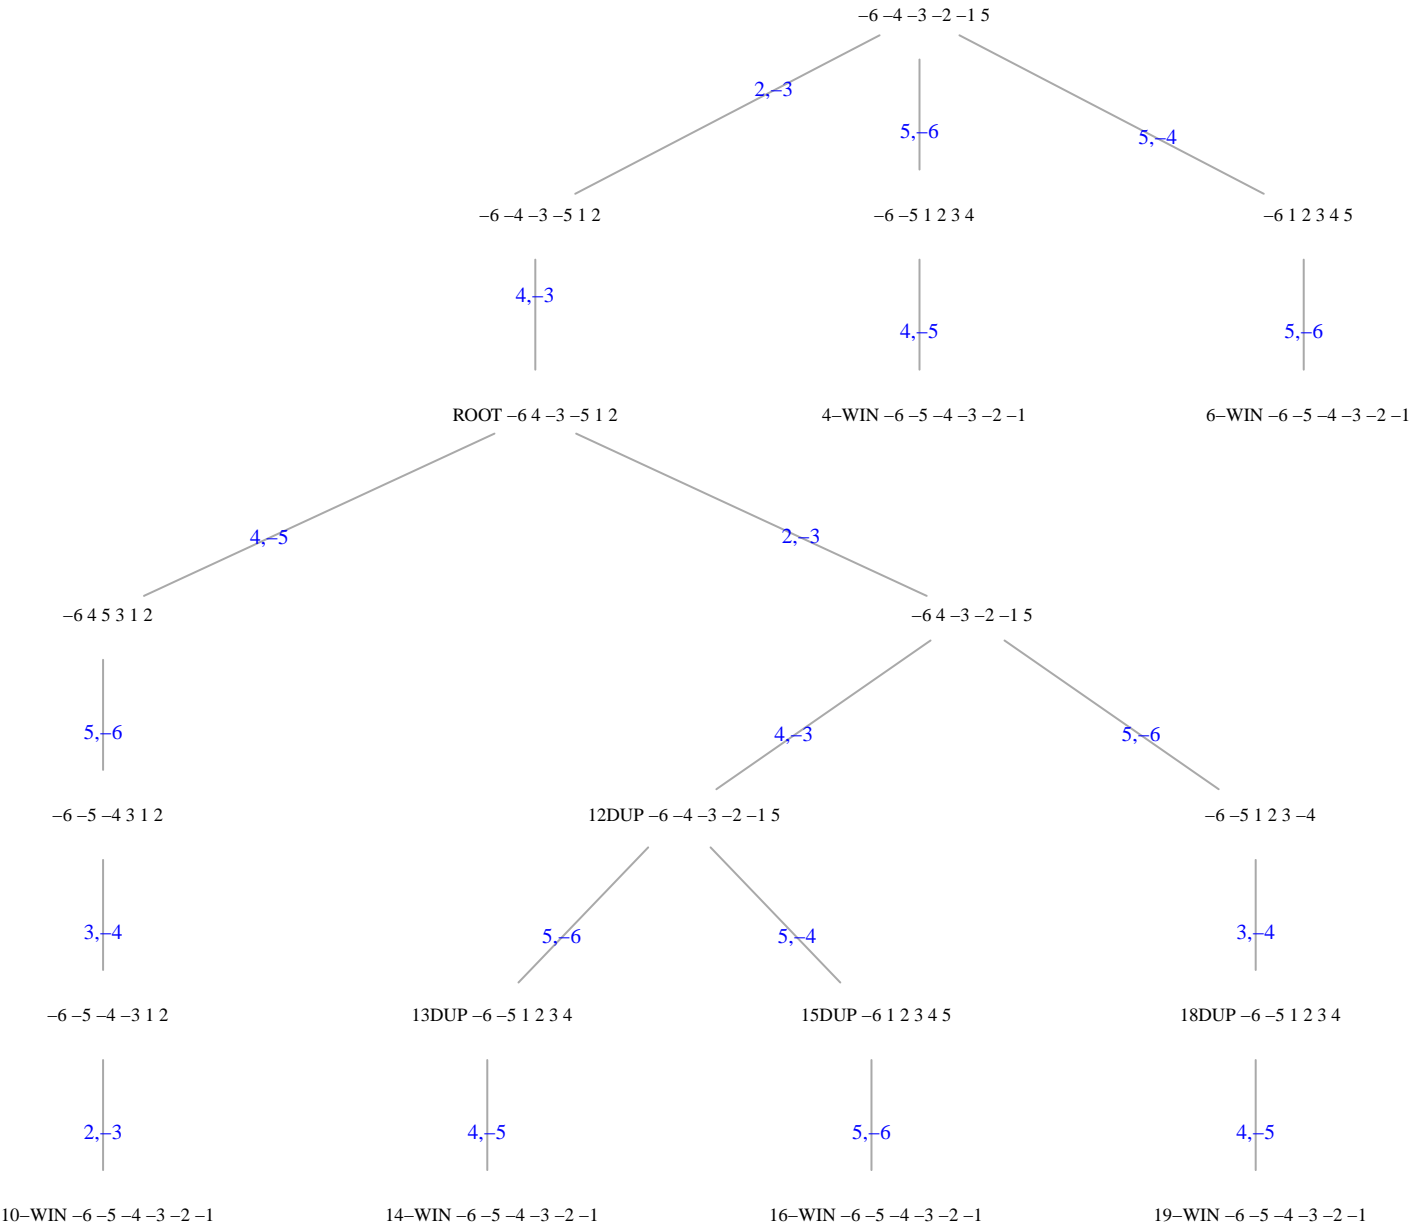 –6 –4 –3 –2 –1 5
2,–3
5,–6
5,–4
–6 –4 –3 –5 1 2
–6 –5 1 2 3 4
–6 1 2 3 4 5
4,–3
4,–5
5,–6
ROOT –6 4 –3 –5 1 2
4–WIN –6 –5 –4 –3 –2 –1
6–WIN –6 –5 –4 –3 –2 –1
4,–5
2,–3
–6 4 5 3 1 2
–6 4 –3 –2 –1 5
5,–6
4,–3
5,–6
–6 –5 –4 3 1 2
12DUP –6 –4 –3 –2 –1 5
–6 –5 1 2 3 –4
3,–4
5,–6
5,–4
3,–4
–6 –5 –4 –3 1 2
13DUP –6 –5 1 2 3 4
15DUP –6 1 2 3 4 5
18DUP –6 –5 1 2 3 4
2,–3
4,–5
5,–6
4,–5
10–WIN –6 –5 –4 –3 –2 –1
14–WIN –6 –5 –4 –3 –2 –1
16–WIN –6 –5 –4 –3 –2 –1
19–WIN –6 –5 –4 –3 –2 –1